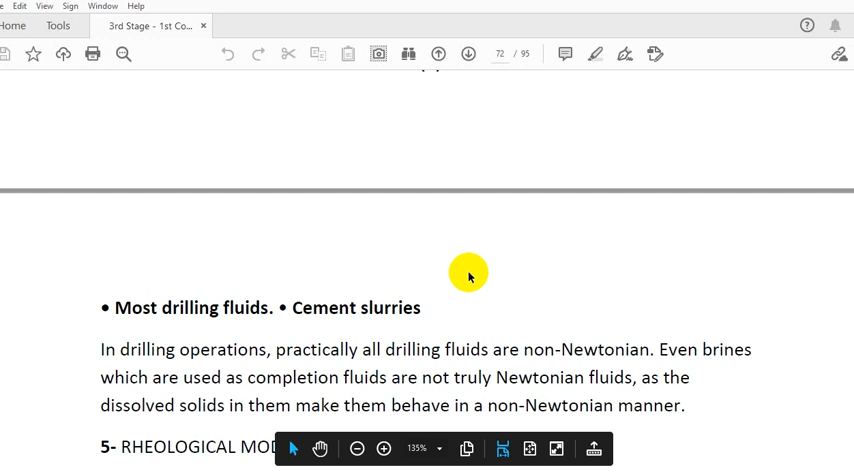 Edit View Sign Window Help
Home Tools 3rd Stage - 1st Co... ×
72 / 95
• Most drilling fluids. • Cement slurries
In drilling operations, practically all drilling fluids are non-Newtonian. Even brines
which are used as completion fluids are not truly Newtonian fluids, as the
dissolved solids in them make them behave in a non-Newtonian manner.
5- RHEOLOGICAL
135%